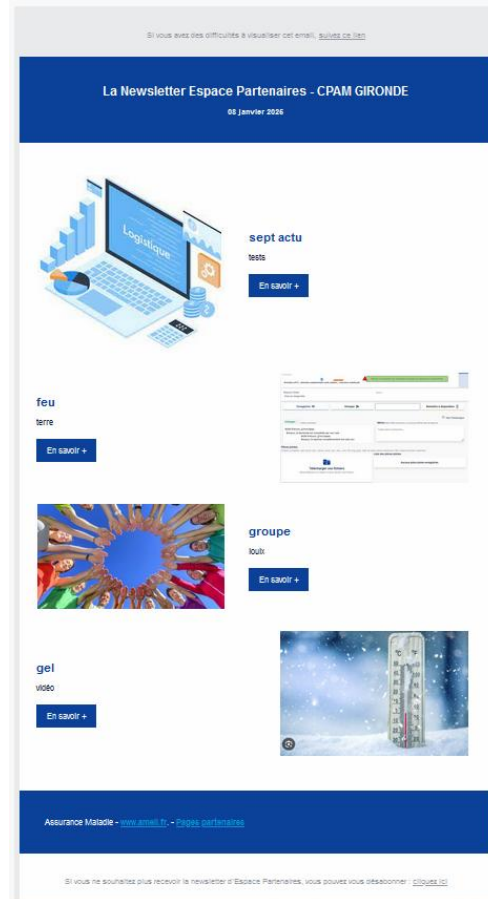 Si vous avez des difficultés à visualiser cet email, suivez ce lien
La Newsletter Espace Partenaires - CPAM GIRONDE
08 janvier 2026
Logistique
sept actu
tests
En savoir +
feu
terre
En savoir +
groupe
louix
En savoir +
gel
vidéo
En savoir +
°C °F
Assurance Maladie - www.ameli.fr. - Pages partenaires
Si vous ne souhaitez plus recevoir la newsletter d'Espace Partenaires, vous pouvez vous désabonner : cliquez ici